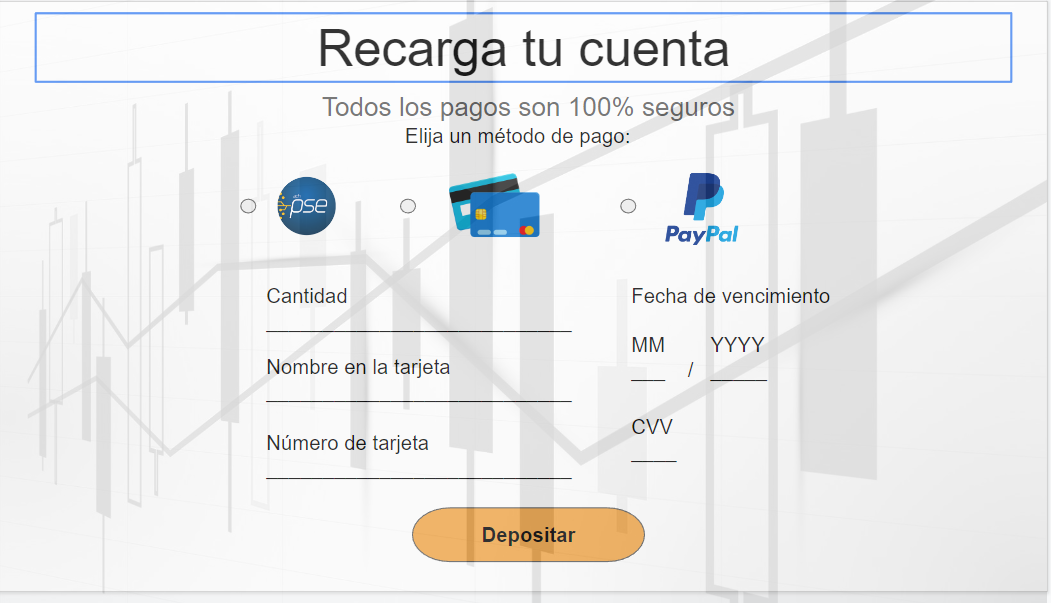 Recarga tu cuenta
Todos los pagos son 100% seguros
Elija un método de pago:
pse
PayPal
Cantidad
Fecha de vencimiento
MM / YYYY
Nombre en la tarjeta
CVV
Número de tarjeta
Depositar